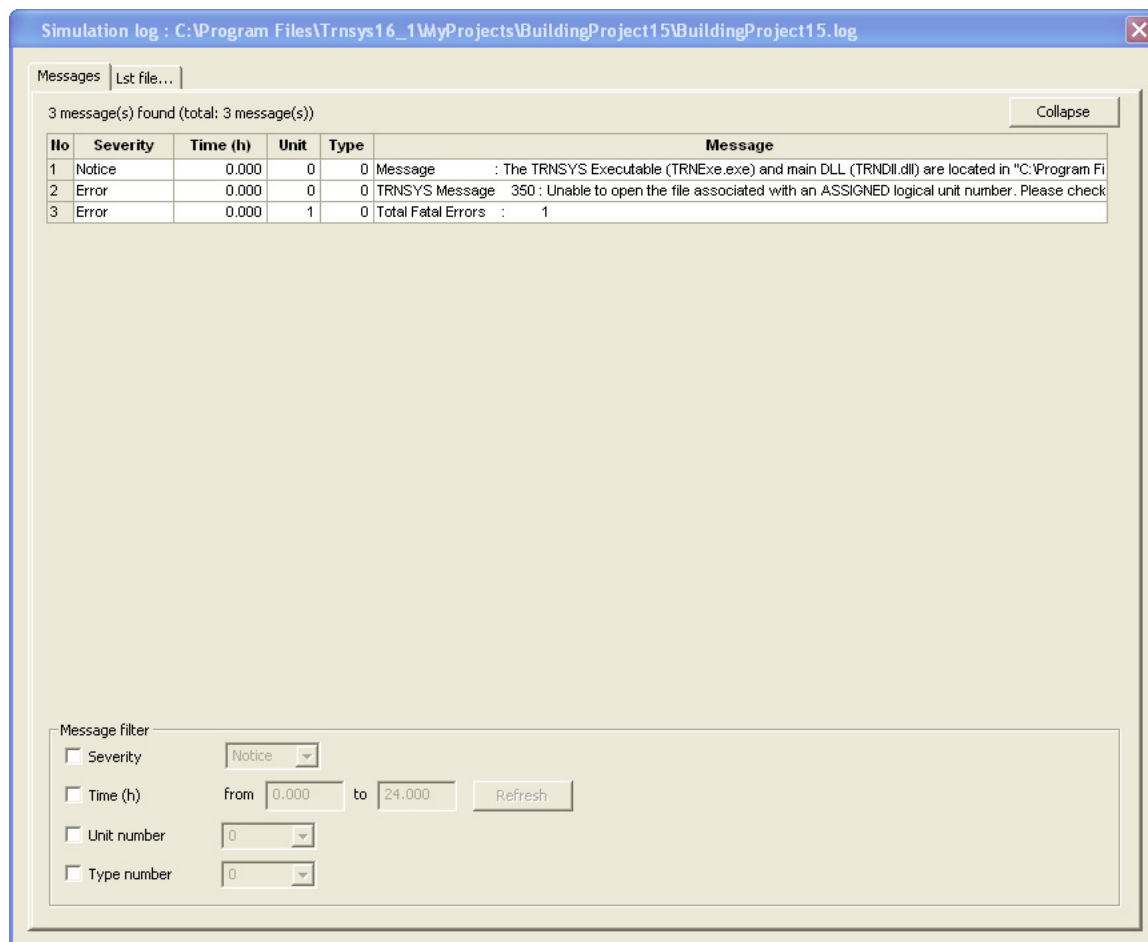 Simulation log : C:\Program Files\Trnsys16_1\MyProjects\BuildingProject15\BuildingProject15.log
Messages Lst file...
3 message(s) found (total: 3 message(s))
Collapse
No Severity Time (h) Unit Type Message
1 Notice 0.000 0 0 Message : The TRNSYS Executable (TRNExe.exe) and main DLL (TRNDll.dll) are located in "C:\Program Fi
2 Error 0.000 0 0 TRNSYS Message 350 : Unable to open the file associated with an ASSIGNED logical unit number. Please check
3 Error 0.000 1 0 Total Fatal Errors : 1
Message filter
Severity Notice
Time (h) from 0.000 to 24.000 Refresh
Unit number 0
Type number 0